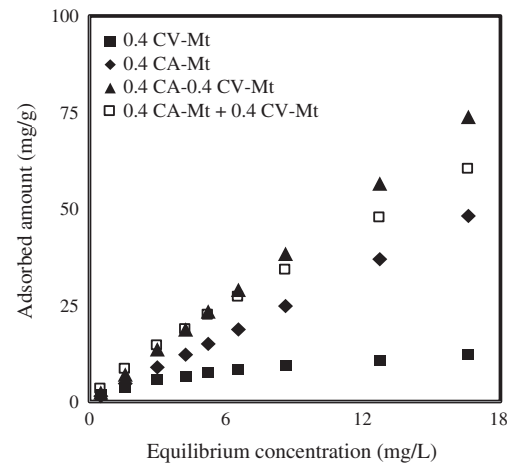 100
0.4 CV-Mt
0.4 CA-Mt
0.4 CA-0.4 CV-Mt
0.4 CA-Mt + 0.4 CV-Mt
75
50
25
0
Adsorbed amount (mg/g)
0 6 12 18
Equilibrium concentration (mg/L)